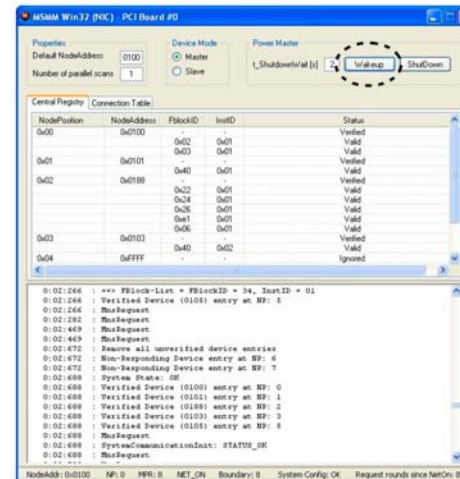 MSMM Win32 (NIC) - PCI Board #0
Properties
Device Mode
Power Master
Default NodeAddress 0100
Master
t_ShutdownWait [s] 2 Wakeup ShutDown
Number of parallel scans 1
Slave
Central Registry Connection Table
NodePosition NodeAddress FblockID InstID Status
0x00 0x0100 - - Verified
0x02 0x01 Valid
0x03 0x01 Valid
0x01 0x0101 - - Verified
0x40 0x01 Valid
0x02 0x0188 - - Verified
0x22 0x01 Valid
0x24 0x01 Valid
0x26 0x01 Valid
0xe1 0x01 Valid
0x06 0x01 Valid
0x03 0x0103 - - Verified
0x40 0x02 Valid
0x04 0xFFFF - - Ignored
0:02:266 : ==> FBlock-List + FBlockID = 34, InstID = 01
0:02:266 : Verified Device (0105) entry at NP: 5
0:02:266 : MnsRequest
0:02:282 : MnsRequest
0:02:469 : MnsRequest
0:02:469 : MnsRequest
0:02:672 : Remove all unverified device entries
0:02:672 : Non-Responding Device entry at NP: 6
0:02:672 : Non-Responding Device entry at NP: 7
0:02:688 : System State: OK
0:02:688 : Verified Device (0100) entry at NP: 0
0:02:688 : Verified Device (0101) entry at NP: 1
0:02:688 : Verified Device (0188) entry at NP: 2
0:02:688 : Verified Device (0103) entry at NP: 3
0:02:688 : Verified Device (0105) entry at NP: 5
0:02:688 : MnsRequest
0:02:688 : SystemCommunicationInit: STATUS_OK
0:02:688 : MnsRequest
NodeAddr: 0x0100 NP: 0 MPR: 8 NET_ON Boundary: 8 System Config: OK Request rounds since NetOn: 8